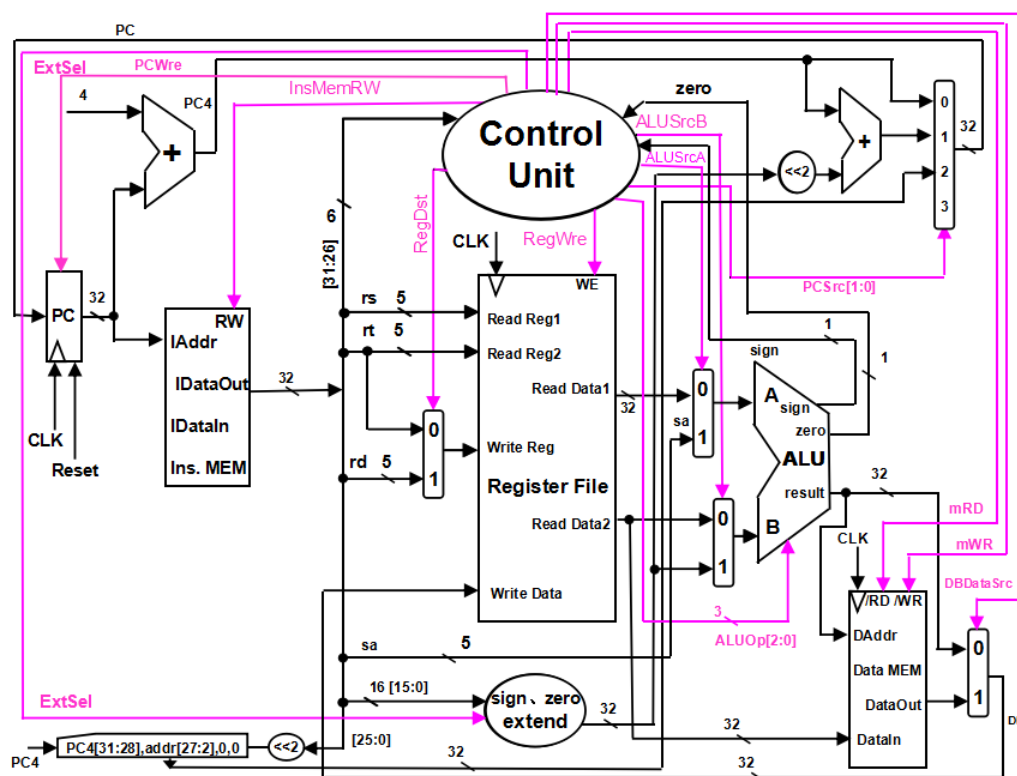 PC
ExtSel
PCWre
InsMemRW
zero
32
4
PC4
+
Control
Unit
ALUSrcB
ALUSrcA
<<2
+
0
1
2
3
32
6
[31:26]
RegDst
CLK
RegWre
PCSrc[1:0]
WE
PC
32
RW
IAddr
IDataOut
IDataIn
Ins. MEM
32
CLK
Reset
rs 5
rt 5
rd 5
0
1
Read Reg1
Read Reg2
Read Data1
Write Reg
Register File
Read Data2
Write Data
32
sa
0
1
0
1
sign
1
1
A
sign
zero
ALU
result
B
32
3
ALUOp[2:0]
mRD
mWR
CLK
DBDataSrc
/RD /WR
DAddr
Data MEM
DataOut
DataIn
0
1
sa 5
ExtSel
16 [15:0]
sign、zero
extend
32
32
[25:0]
PC4
PC4[31:28],addr[27:2],0,0
<<2
32
32